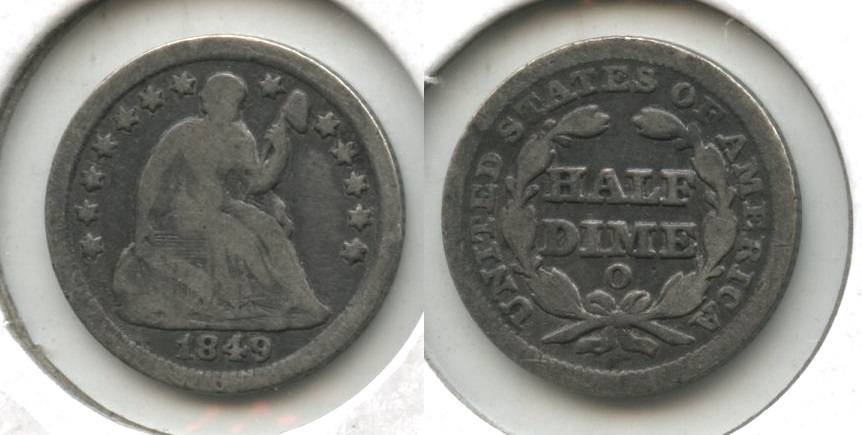 1849
UNITED STATES OF AMERICA
HALF
DIME
O